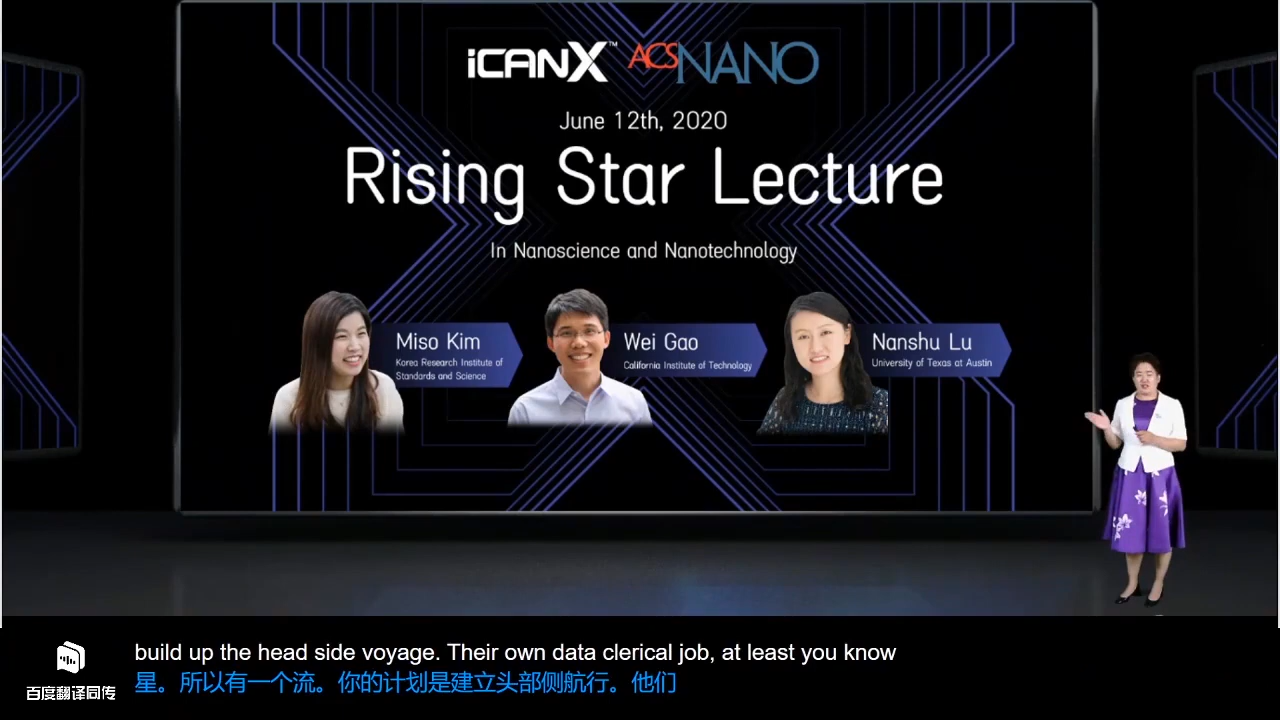 iCANX™ ACS NANO
June 12th, 2020
Rising Star Lecture
In Nanoscience and Nanotechnology
Miso Kim
Korea Research Institute of
Standards and Science
Wei Gao
California Institute of Technology
Nanshu Lu
University of Texas at Austin
build up the head side voyage. Their own data clerical job, at least you know
星。所以有一个流。你的计划是建立头部侧航行。他们
百度翻译同传